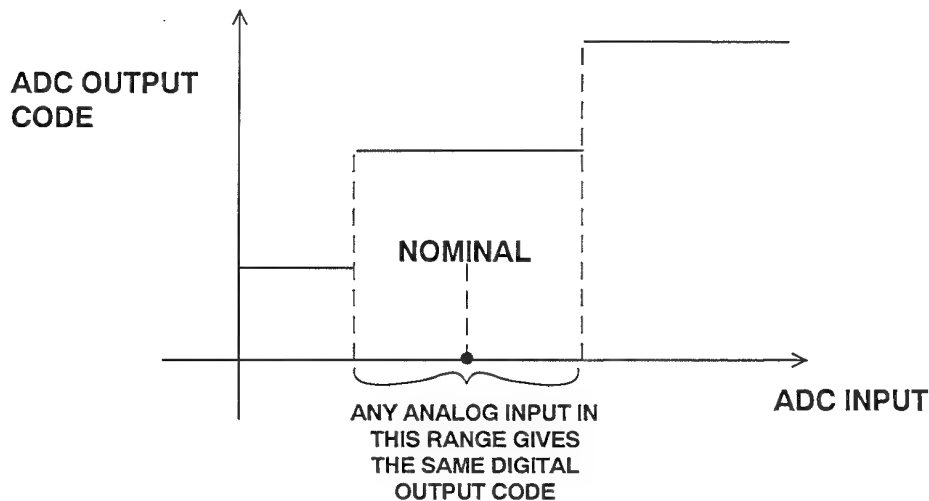 ADC OUTPUT
CODE
NOMINAL
ADC INPUT
ANY ANALOG INPUT IN
THIS RANGE GIVES
THE SAME DIGITAL
OUTPUT CODE